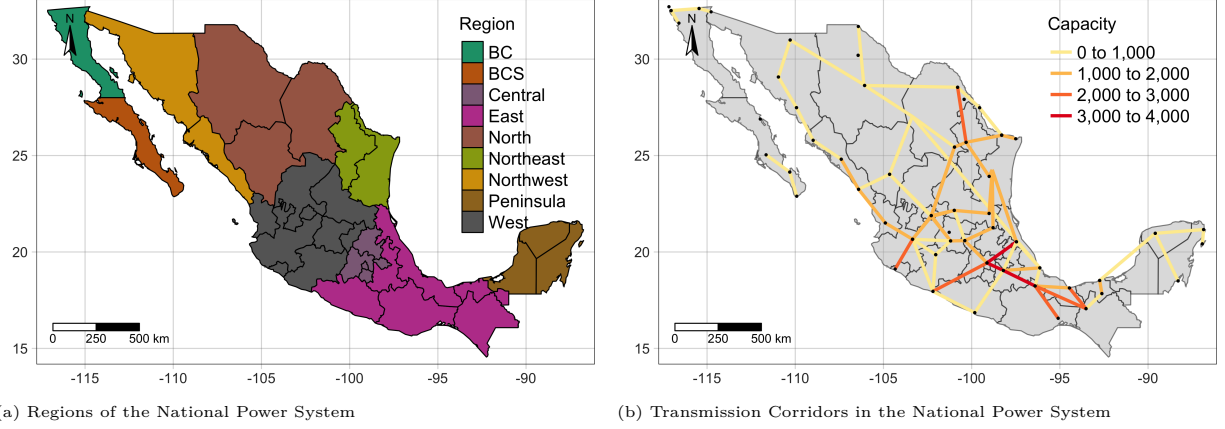 Region
BC
BCS
Central
East
North
Northeast
Northwest
Peninsula
West
N
30
25
20
15
0 250 500 km
-115 -110 -105 -100 -95 -90
(a) Regions of the National Power System
Capacity
0 to 1,000
1,000 to 2,000
2,000 to 3,000
3,000 to 4,000
N
30
25
20
15
0 250 500 km
-115 -110 -105 -100 -95 -90
(b) Transmission Corridors in the National Power System